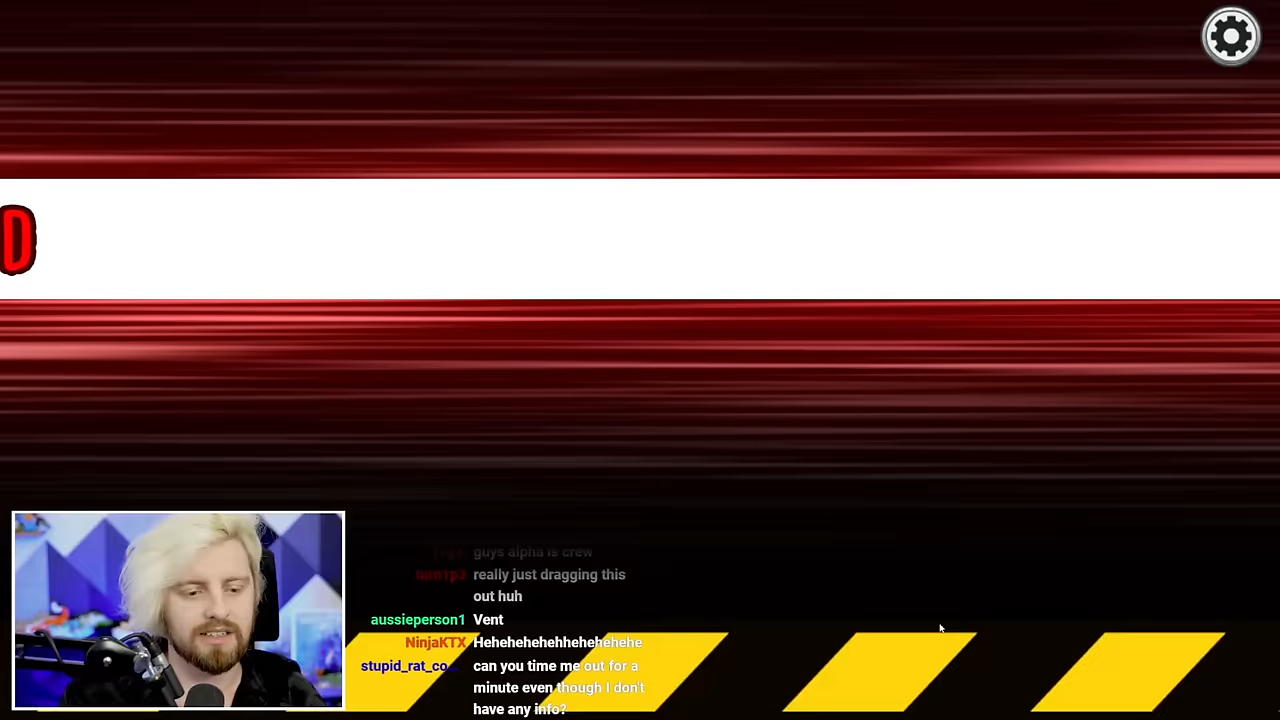 D
guys alpha is crew
really just dragging this
out huh
aussieperson1 Vent
NinjaKTX Hehehehehehhehehehehe
stupid_rat_co... can you time me out for a
minute even though I don't
have any info?